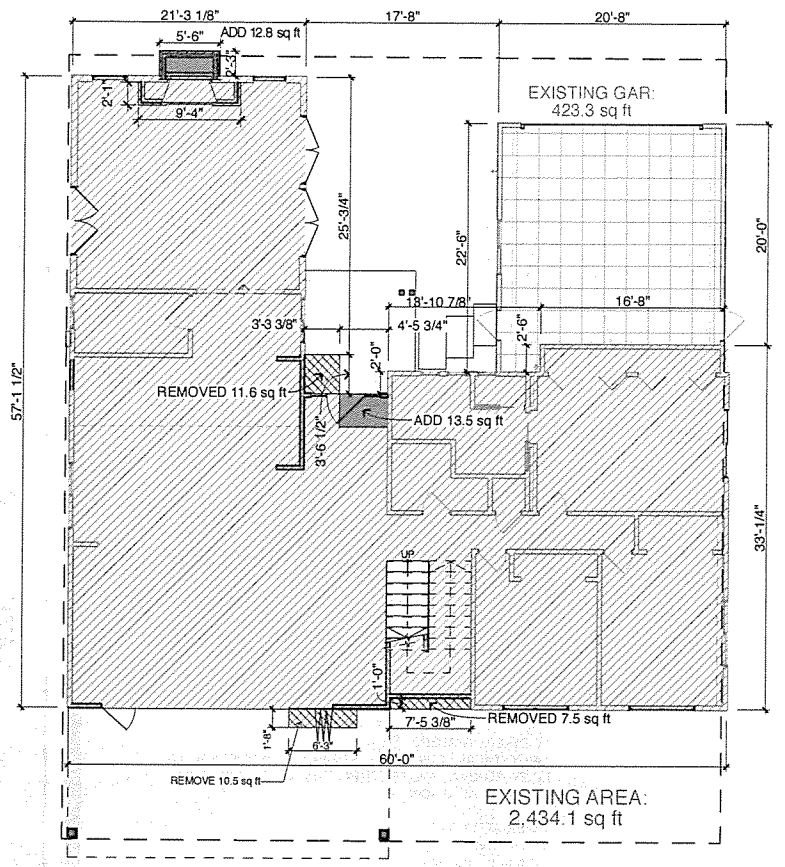 21'-3 1/8"
17'-8"
20'-8"
5'-6"
ADD 12.8 sq ft
2'-3"
2'-1"
9'-4"
EXISTING GAR:
423.3 sq ft
25'-3/4"
22'-6"
20'-0"
57'-1 1/2"
13'-10 7/8"
16'-8"
3'-3 3/8"
4'-5 3/4"
2'-6"
2'-0"
REMOVED 11.6 sq ft
ADD 13.5 sq ft
3'-6 1/2"
33'-1/4"
UP
1'-0"
REMOVED 7.5 sq ft
7'-5 3/8"
1'-8"
6'-3"
60'-0"
REMOVE 10.5 sq ft
EXISTING AREA:
2,434.1 sq ft